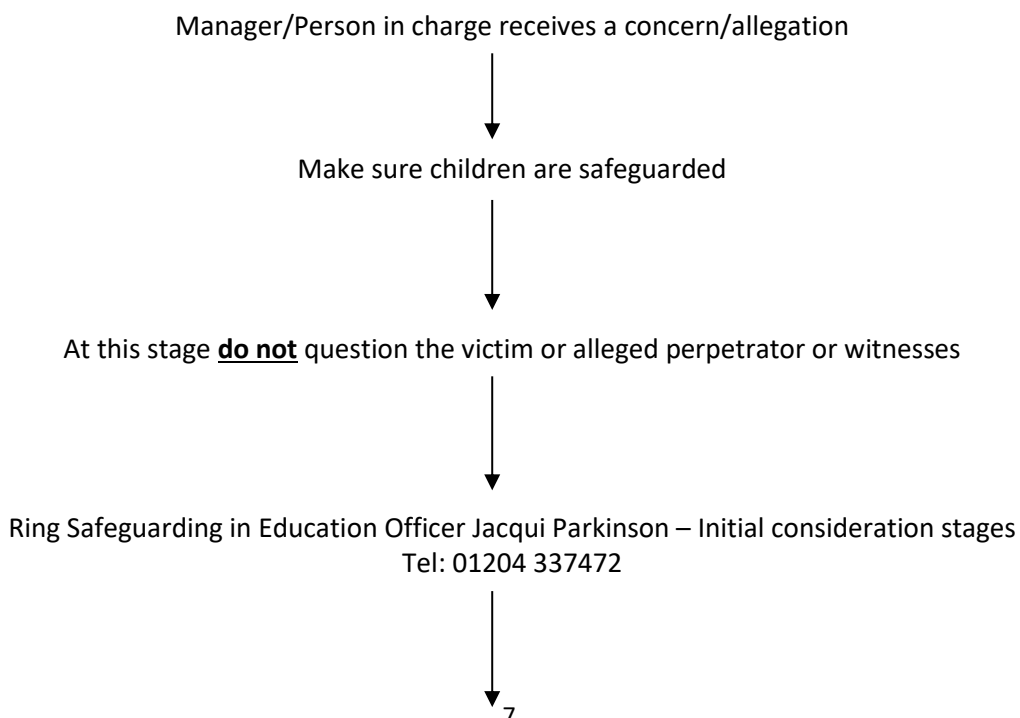 Manager/Person in charge receives a concern/allegation
Make sure children are safeguarded
At this stage do not question the victim or alleged perpetrator or witnesses
Ring Safeguarding in Education Officer Jacqui Parkinson – Initial consideration stages
Tel: 01204 337472
7